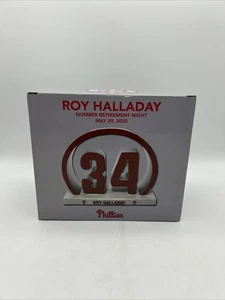 ROY HALLADAY
NUMBER RETIREMENT NIGHT
MAY 29, 2020
34
ROY HALLADAY
Phillies